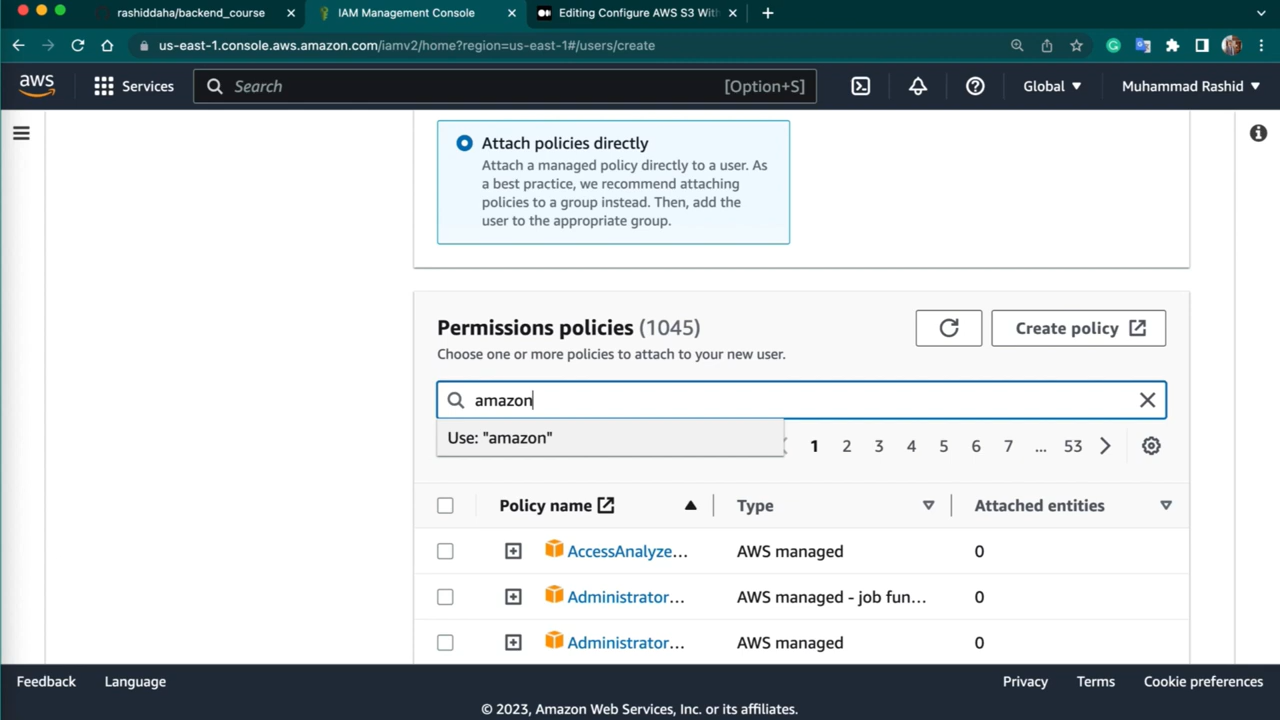 rashiddaha/backend_course
IAM Management Console
Editing Configure AWS S3 With
us-east-1.console.aws.amazon.com/iamv2/home?region=us-east-1#/users/create
aws
Services
Search
[Option+S]
Global
Muhammad Rashid
Attach policies directly
Attach a managed policy directly to a user. As
a best practice, we recommend attaching
policies to a group instead. Then, add the
user to the appropriate group.
Permissions policies (1045)
Create policy
Choose one or more policies to attach to your new user.
amazon
Use: "amazon"
1 2 3 4 5 6 7 ... 53
Policy name Type Attached entities
AccessAnalyze... AWS managed 0
Administrator... AWS managed - job fun... 0
Administrator... AWS managed 0
Feedback Language Privacy Terms Cookie preferences
© 2023, Amazon Web Services, Inc. or its affiliates.